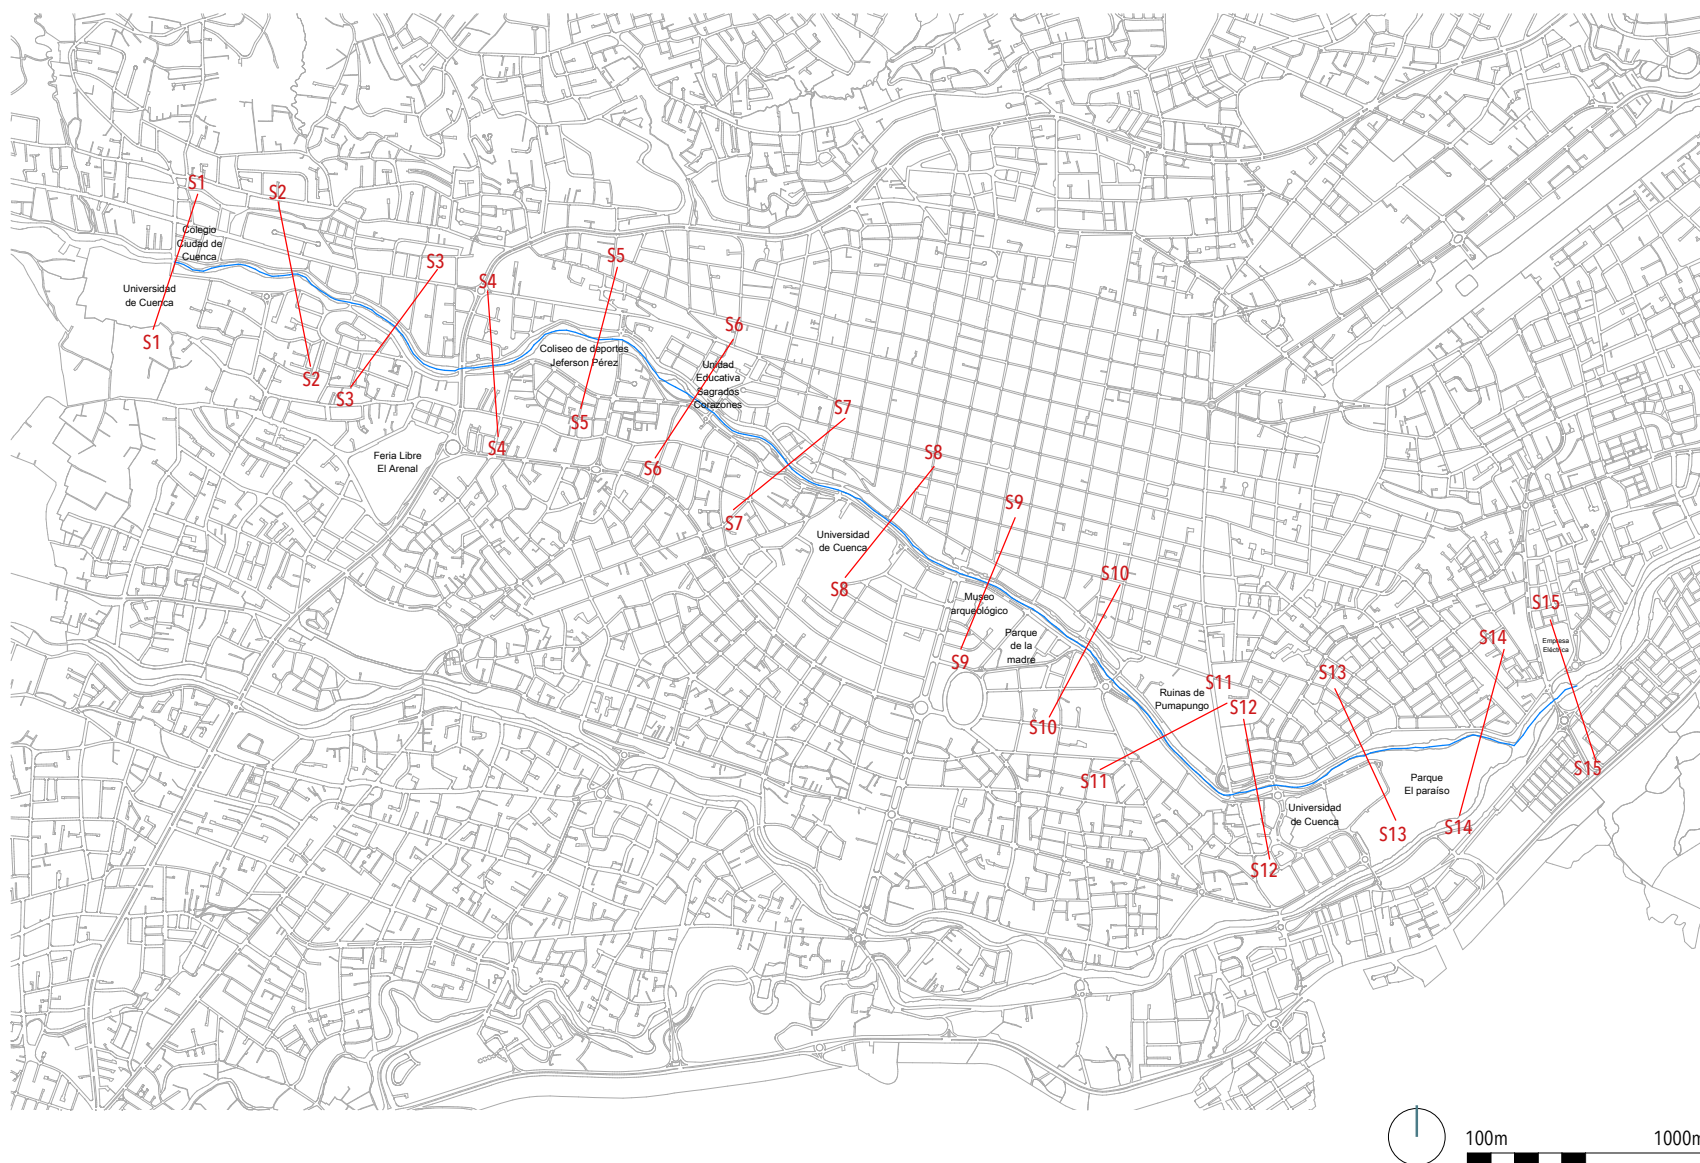 S1
S2
Colegio
Ciudad de
Cuenca
S3
S5
S4
Universidad
de Cuenca
S1
S6
Coliseo de deportes
Jeferson Pérez
Unidad
Educativa
Sagrados
Corazones
S2
S3
S7
S5
S4
Feria Libre
El Arenal
S6
S8
S9
S7
Universidad
de Cuenca
S10
S8
Museo
arqueológico
S15
Parque
de la
madre
S14
Empresa
Eléctrica
S9
S13
S11
Ruinas de
Pumapungo
S12
S10
S15
S11
Parque
El paraíso
Universidad
de Cuenca
S14
S13
S12
100m 1000m